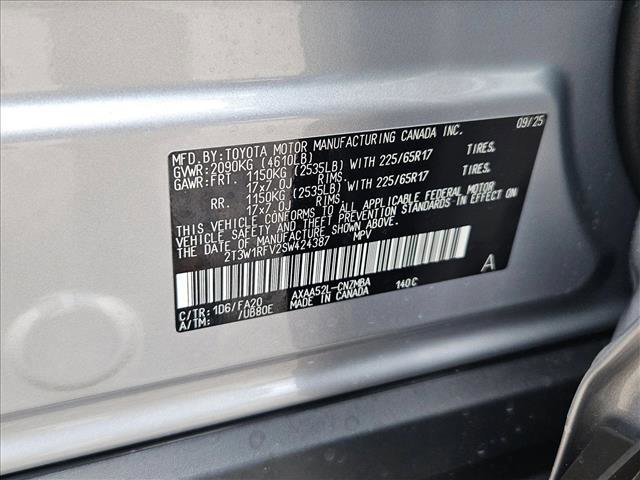 MFD.BY:TOYOTA MOTOR MANUFACTURING CANADA INC. 09/25
GVWR:2090KG (4610LB)
GAWR:FRT. 1150KG (2535LB) WITH 225/65R17 TIRES.
17x7.0J RIMS
RR. 1150KG (2535LB) WITH 225/65R17 TIRES.
17x7.0J RIMS
THIS VEHICLE CONFORMS TO ALL APPLICABLE FEDERAL MOTOR
VEHICLE SAFETY AND THEFT PREVENTION STANDARDS IN EFFECT ON
THE DATE OF MANUFACTURE SHOWN ABOVE.
2T3W1RFV2SW424387 MPV
C/TR:1D6/FA20 AXAA52L-CNZMBA 140C A
A/TM: /UB80E MADE IN CANADA